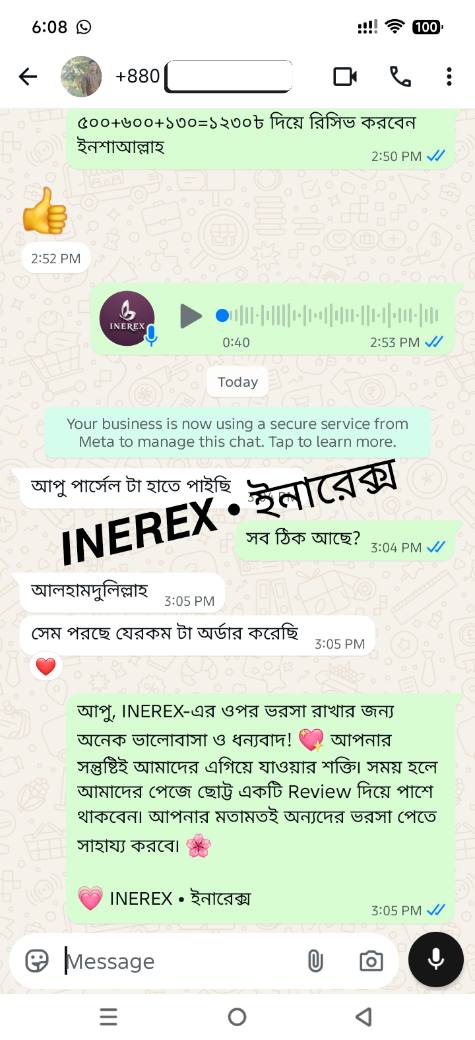 6:08
100
+880
৫০০+৬০০+১৩০=১২৩০৳ দিয়ে রিসিভ করবেন
ইনশাআল্লাহ
2:50 PM
2:52 PM
INEREX
0:40
2:53 PM
Today
Your business is now using a secure service from
Meta to manage this chat. Tap to learn more.
আপু পার্সেল টা হাতে পাইছি
INEREX • ইনারেক্স
সব ঠিক আছে?
3:04 PM
আলহামদুলিল্লাহ
3:05 PM
সেম পরছে যেরকম টা অর্ডার করেছি
3:05 PM
আপু, INEREX-এর ওপর ভরসা রাখার জন্য
অনেক ভালোবাসা ও ধন্যবাদ! 💖 আপনার
সন্তুষ্টিই আমাদের এগিয়ে যাওয়ার শক্তি। সময় হলে
আমাদের পেজে ছোট্ট একটি Review দিয়ে পাশে
থাকবেন। আপনার মতামতই অন্যদের ভরসা পেতে
সাহায্য করবে। 🌸
💗 INEREX • ইনারেক্স
3:05 PM
Message